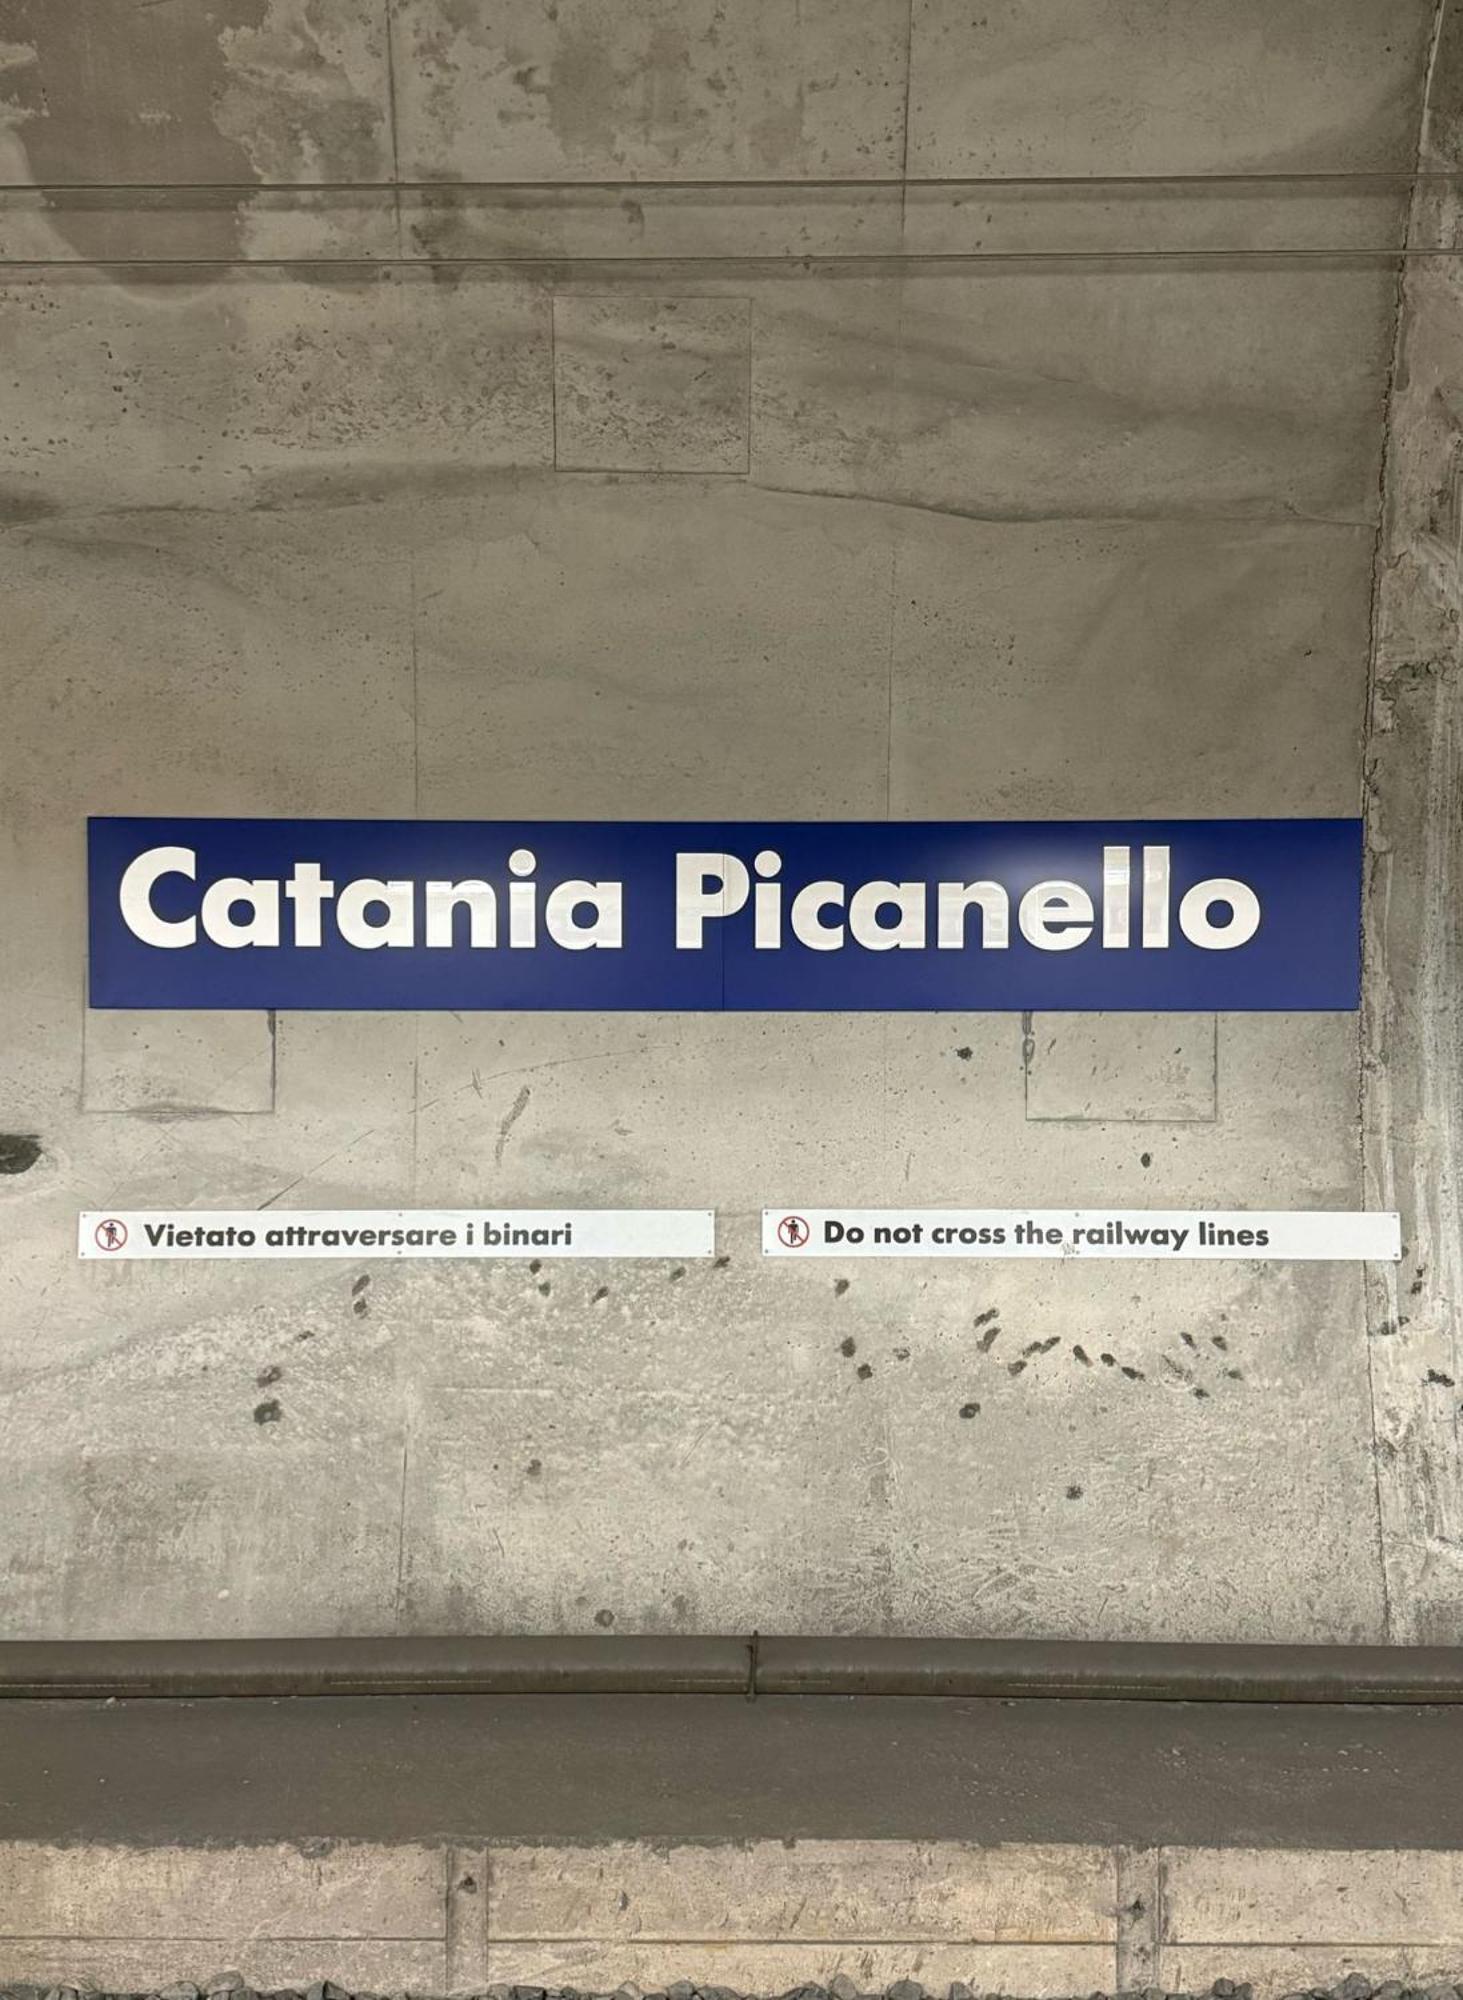 Catania Picanello
Vietato attraversare i binari
Do not cross the railway lines